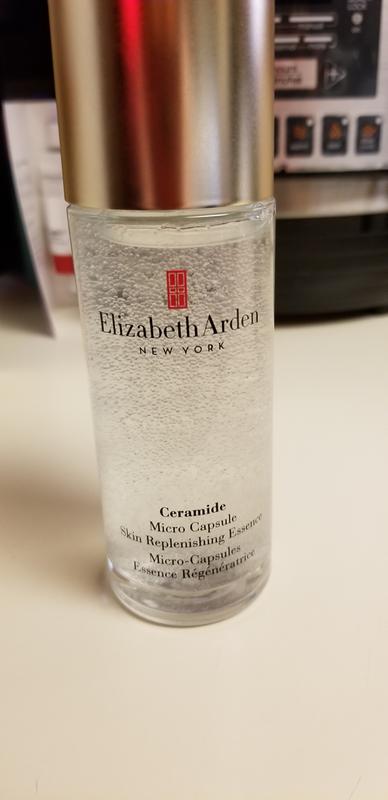 Elizabeth Arden
NEW YORK
Ceramide
Micro Capsule
Skin Replenishing Essence
Micro-Capsules
Essence Régénératrice